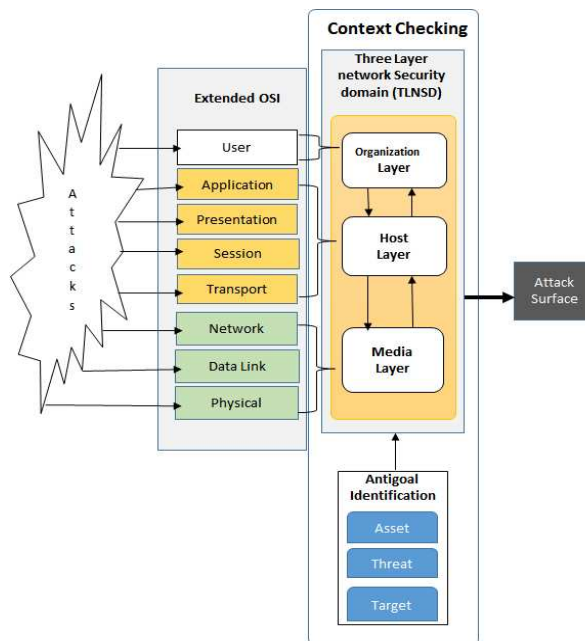 Context Checking
Three Layer
network Security
domain (TLNSD)
Extended OSI
User
Application
Presentation
Session
Transport
Network
Data Link
Physical
A
t
t
a
c
k
s
Organization
Layer
Host
Layer
Media
Layer
Attack
Surface
Antigoal
Identification
Asset
Threat
Target